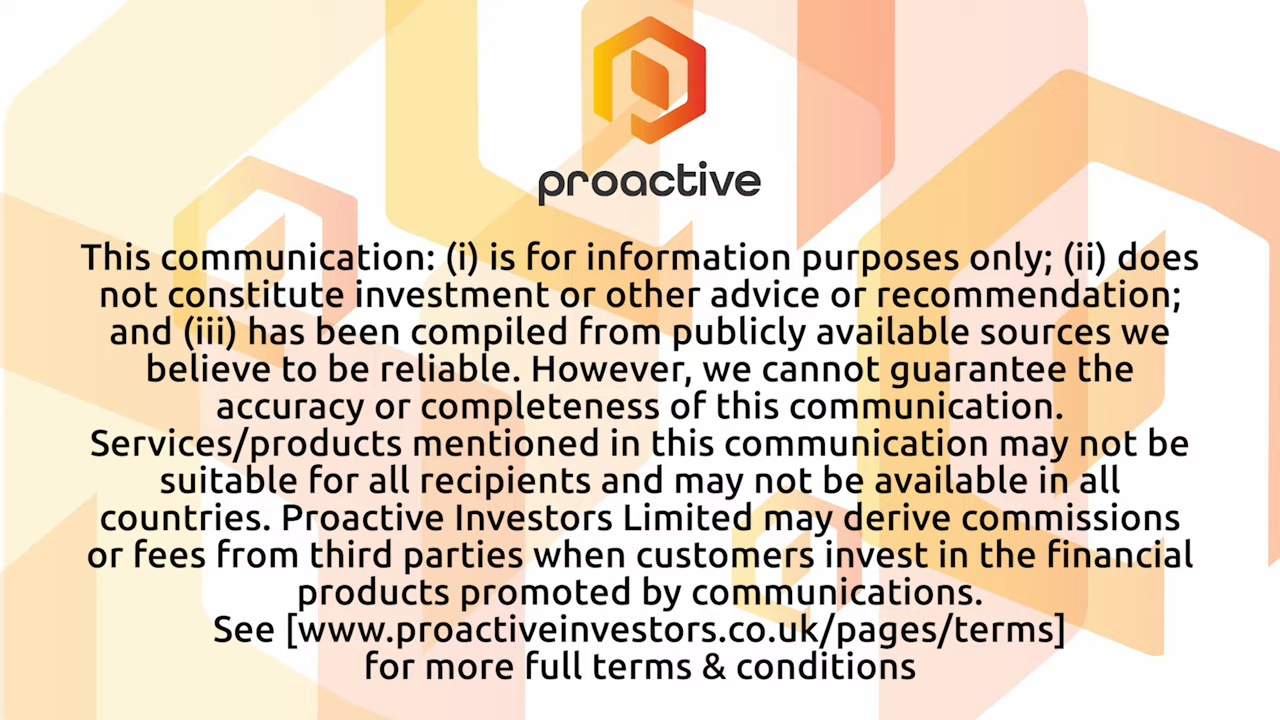 proactive
This communication: (i) is for information purposes only; (ii) does
not constitute investment or other advice or recommendation;
and (iii) has been compiled from publicly available sources we
believe to be reliable. However, we cannot guarantee the
accuracy or completeness of this communication.
Services/products mentioned in this communication may not be
suitable for all recipients and may not be available in all
countries. Proactive Investors Limited may derive commissions
or fees from third parties when customers invest in the financial
products promoted by communications.
See [www.proactiveinvestors.co.uk/pages/terms]
for more full terms & conditions